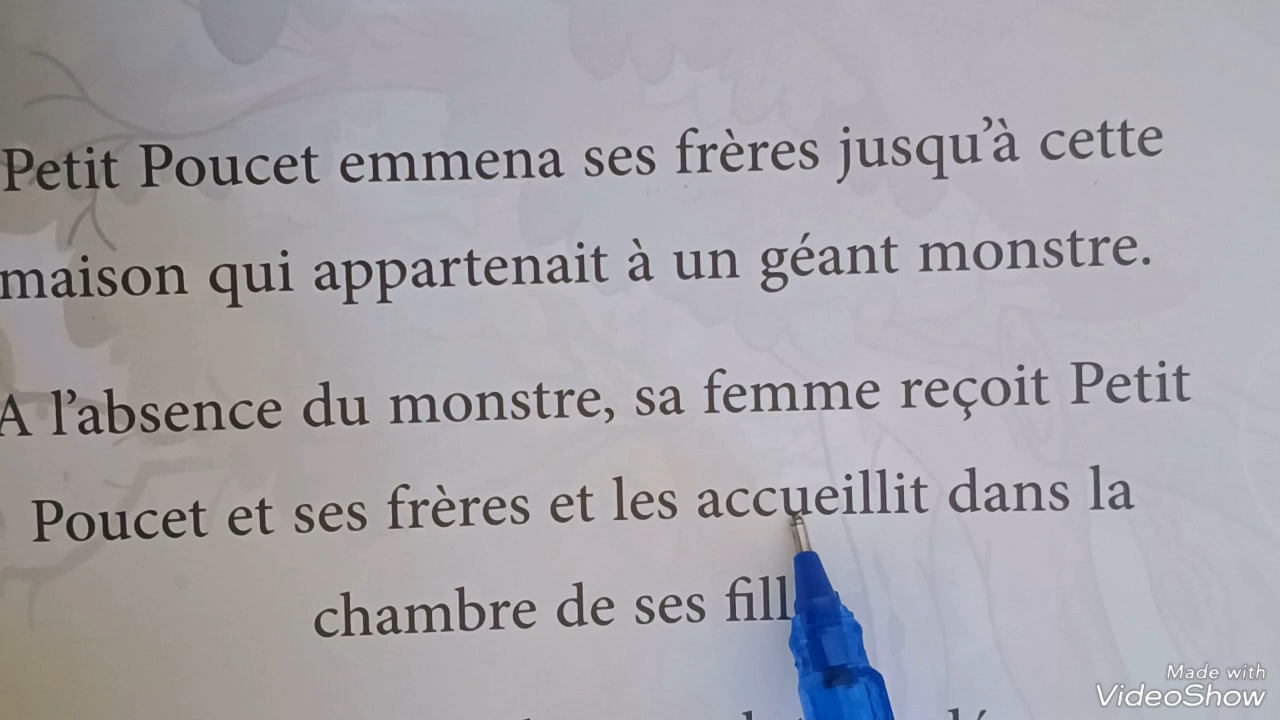 Petit Poucet emmena ses frères jusqu'à cette
maison qui appartenait à un géant monstre.
A l'absence du monstre, sa femme reçoit Petit
Poucet et ses frères et les accueillit dans la
chambre de ses
Made with
VideoShow